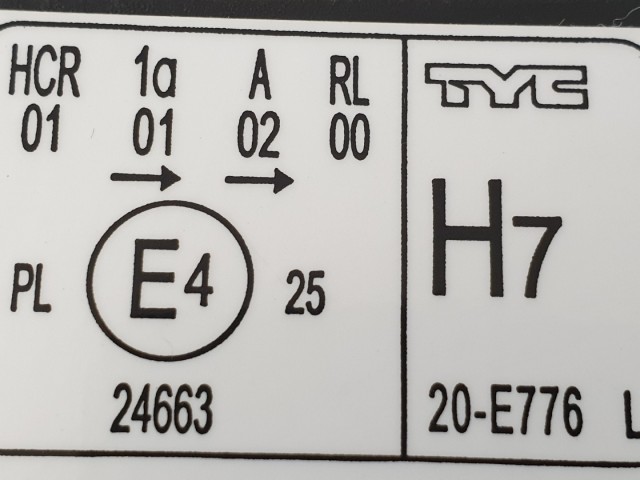 HCR 1a A RL
01 01 02 00
→ →
PL E4 25
24663
TYC
H7
20-E776 L